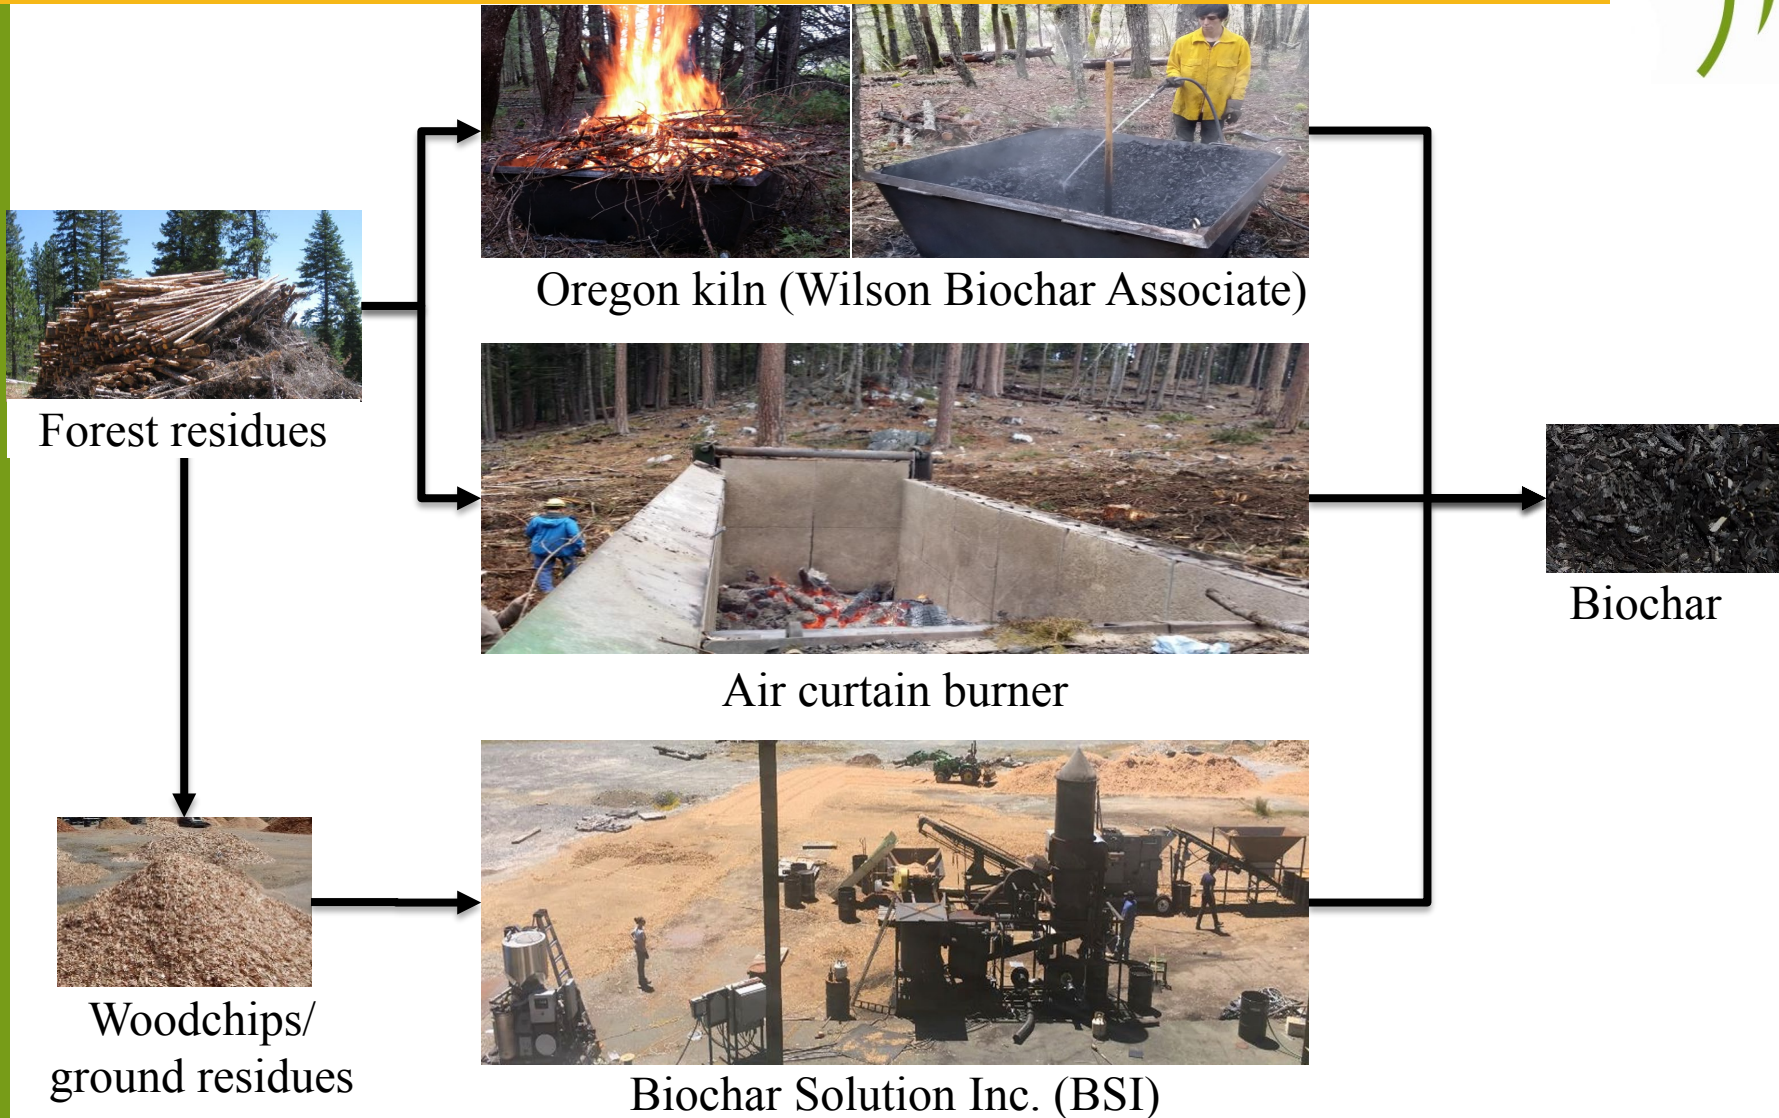 Oregon kiln (Wilson Biochar Associate)
Forest residues
Air curtain burner
Biochar
Woodchips/
ground residues
Biochar Solution Inc. (BSI)